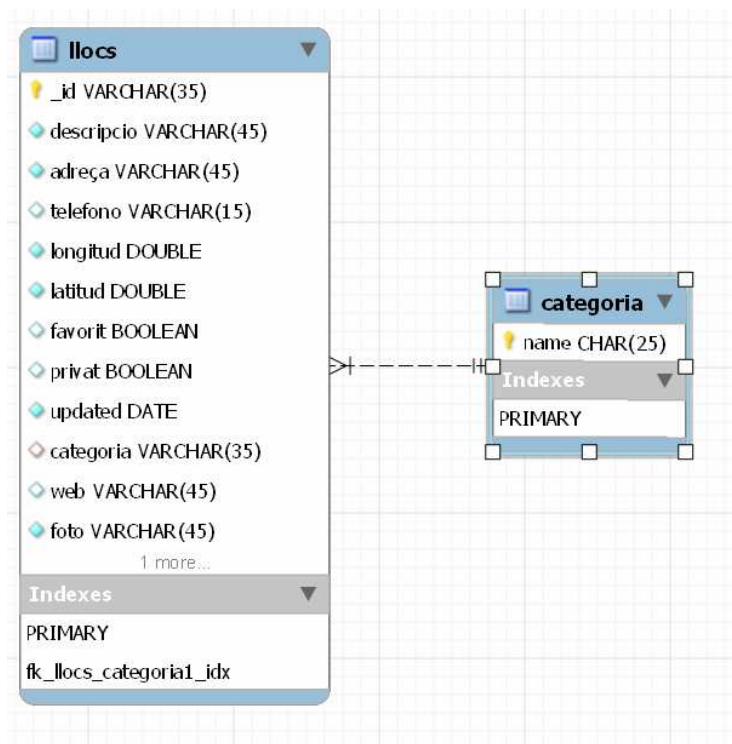 llocs
_id VARCHAR(35)
descripcio VARCHAR(45)
adreça VARCHAR(45)
telefono VARCHAR(15)
longitud DOUBLE
latitud DOUBLE
favorit BOOLEAN
privat BOOLEAN
updated DATE
categoria VARCHAR(35)
web VARCHAR(45)
foto VARCHAR(45)
1 more...
Indexes
PRIMARY
fk_llocs_categoria1_idx
categoria
name CHAR(25)
Indexes
PRIMARY